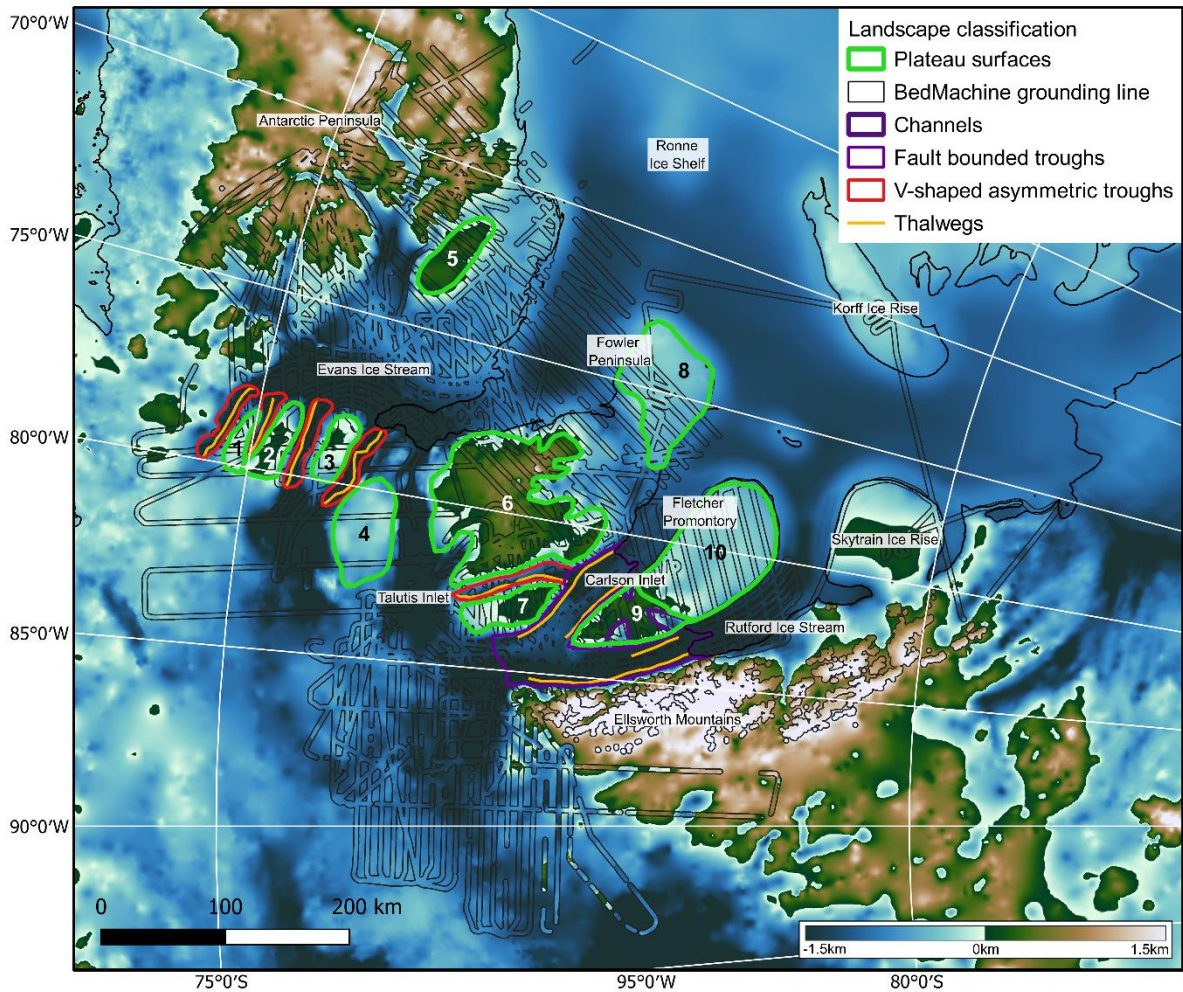 70°0'W
75°0'W
80°0'W
85°0'W
90°0'W
Landscape classification
Plateau surfaces
BedMachine grounding line
Channels
Fault bounded troughs
V-shaped asymmetric troughs
Thalwegs
Antarctic Peninsula
Ronne
Ice Shelf
5
Korff Ice Rise
Fowler
Peninsula
8
Evans Ice Stream
1
2
3
4
6
Fletcher
Promontory
10
Skytrain Ice Rise
Carlson Inlet
Talutis Inlet
7
9
Rutford Ice Stream
Ellsworth Mountains
0
100
200 km
-1.5km
0km
1.5km
75°0'S
95°0'W
80°0'S